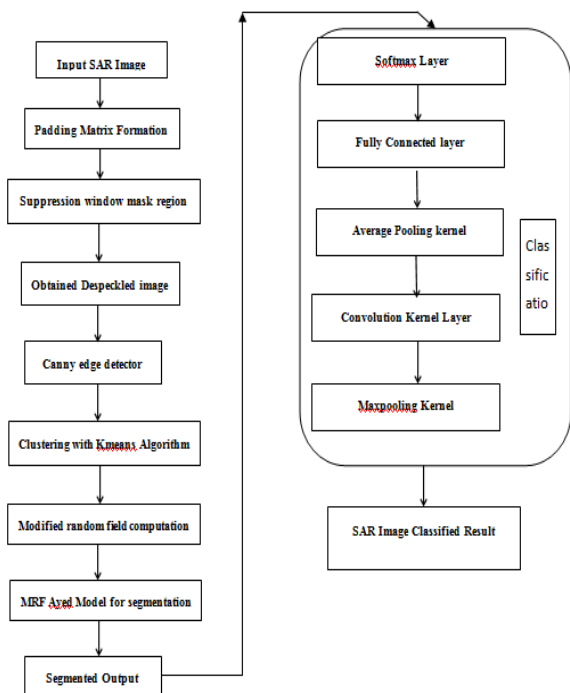 Input SAR Image
Padding Matrix Formation
Suppression window mask region
Obtained Despeckled image
Canny edge detector
Clustering with Kmeans Algorithm
Modified random field computation
MRF Ayed Model for segmentation
Segmented Output
Softmax Layer
Fully Connected layer
Average Pooling kernel
Convolution Kernel Layer
Maxpooling Kernel
Clas
sific
atio
SAR Image Classified Result